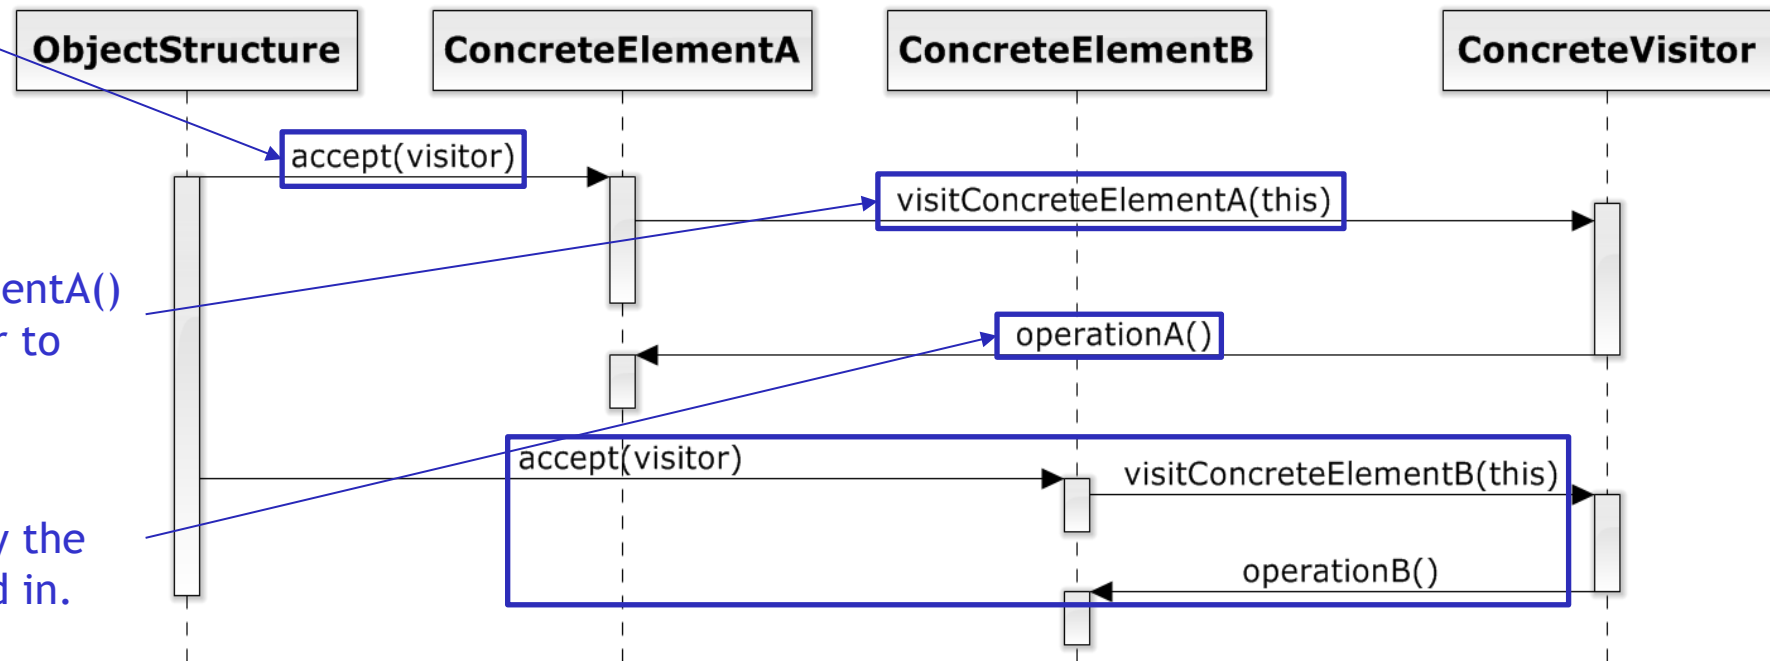 ObjectStructure
ConcreteElementA
ConcreteElementB
ConcreteVisitor
accept(visitor)
visitConcreteElementA(this)
entA()
r to
operationA()
accept(visitor)
visitConcreteElementB(this)
y the
d in.
operationB()